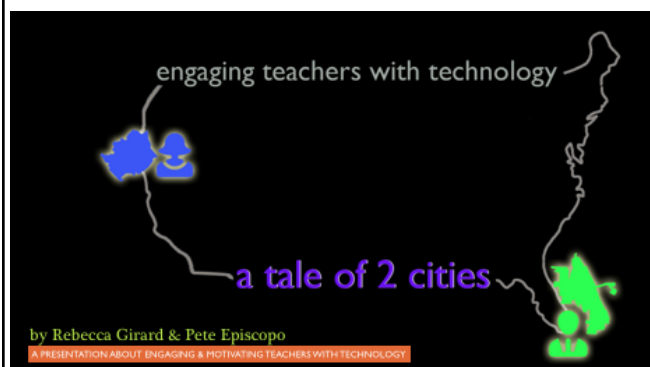 engaging teachers with technology
a tale of 2 cities
by Rebecca Girard & Pete Episcopo
A PRESENTATION ABOUT ENGAGING & MOTIVATING TEACHERS WITH TECHNOLOGY